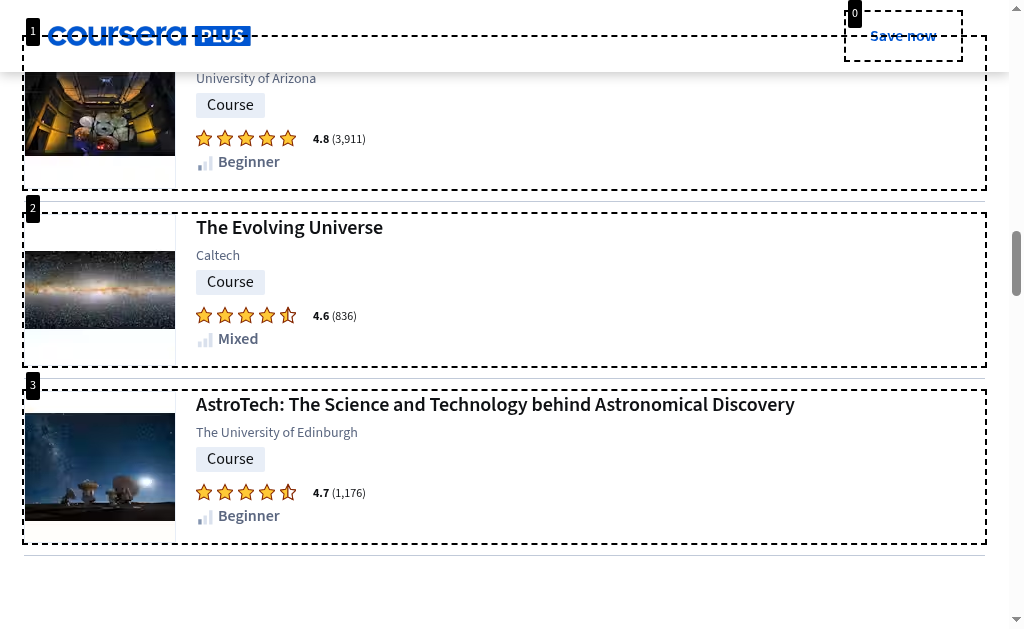 0
1
coursera PLUS
Save now
University of Arizona
Course
4.8 (3,911)
Beginner
2
The Evolving Universe
Caltech
Course
4.6 (836)
Mixed
3
AstroTech: The Science and Technology behind Astronomical Discovery
The University of Edinburgh
Course
4.7 (1,176)
Beginner